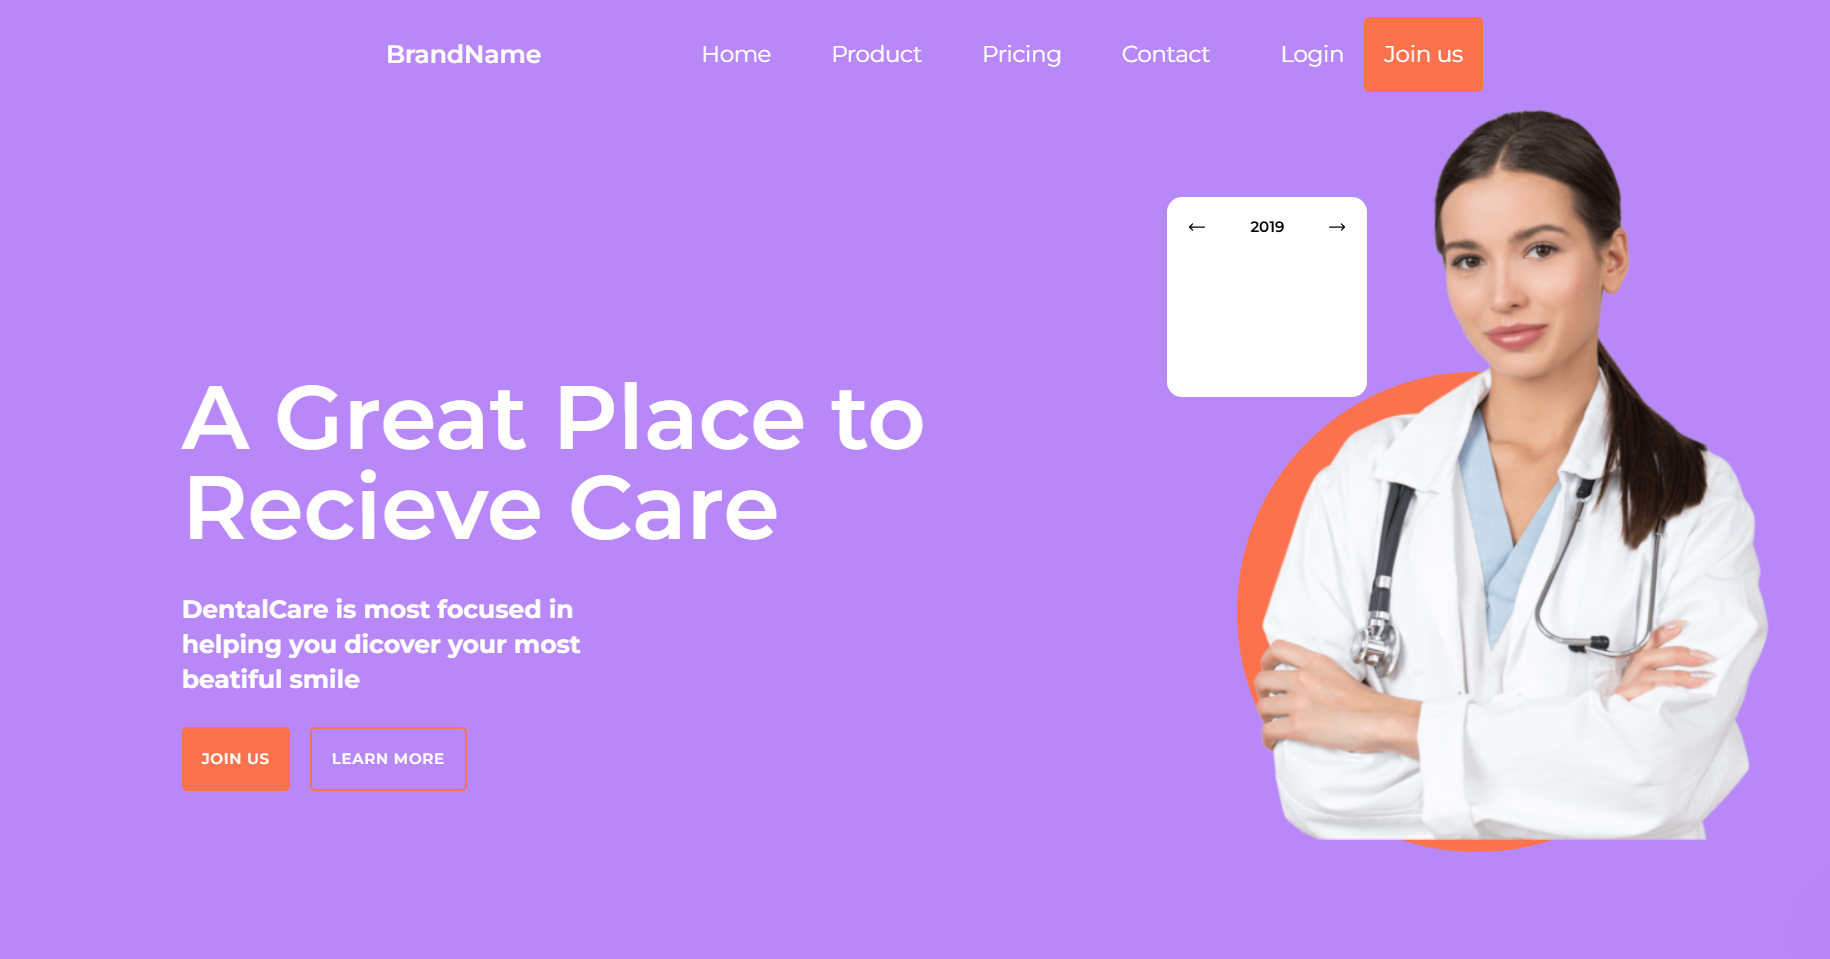 BrandName Home Product Pricing Contact Login Join us
← 2019 →
A Great Place to
Recieve Care
DentalCare is most focused in
helping you dicover your most
beatiful smile
JOIN US LEARN MORE